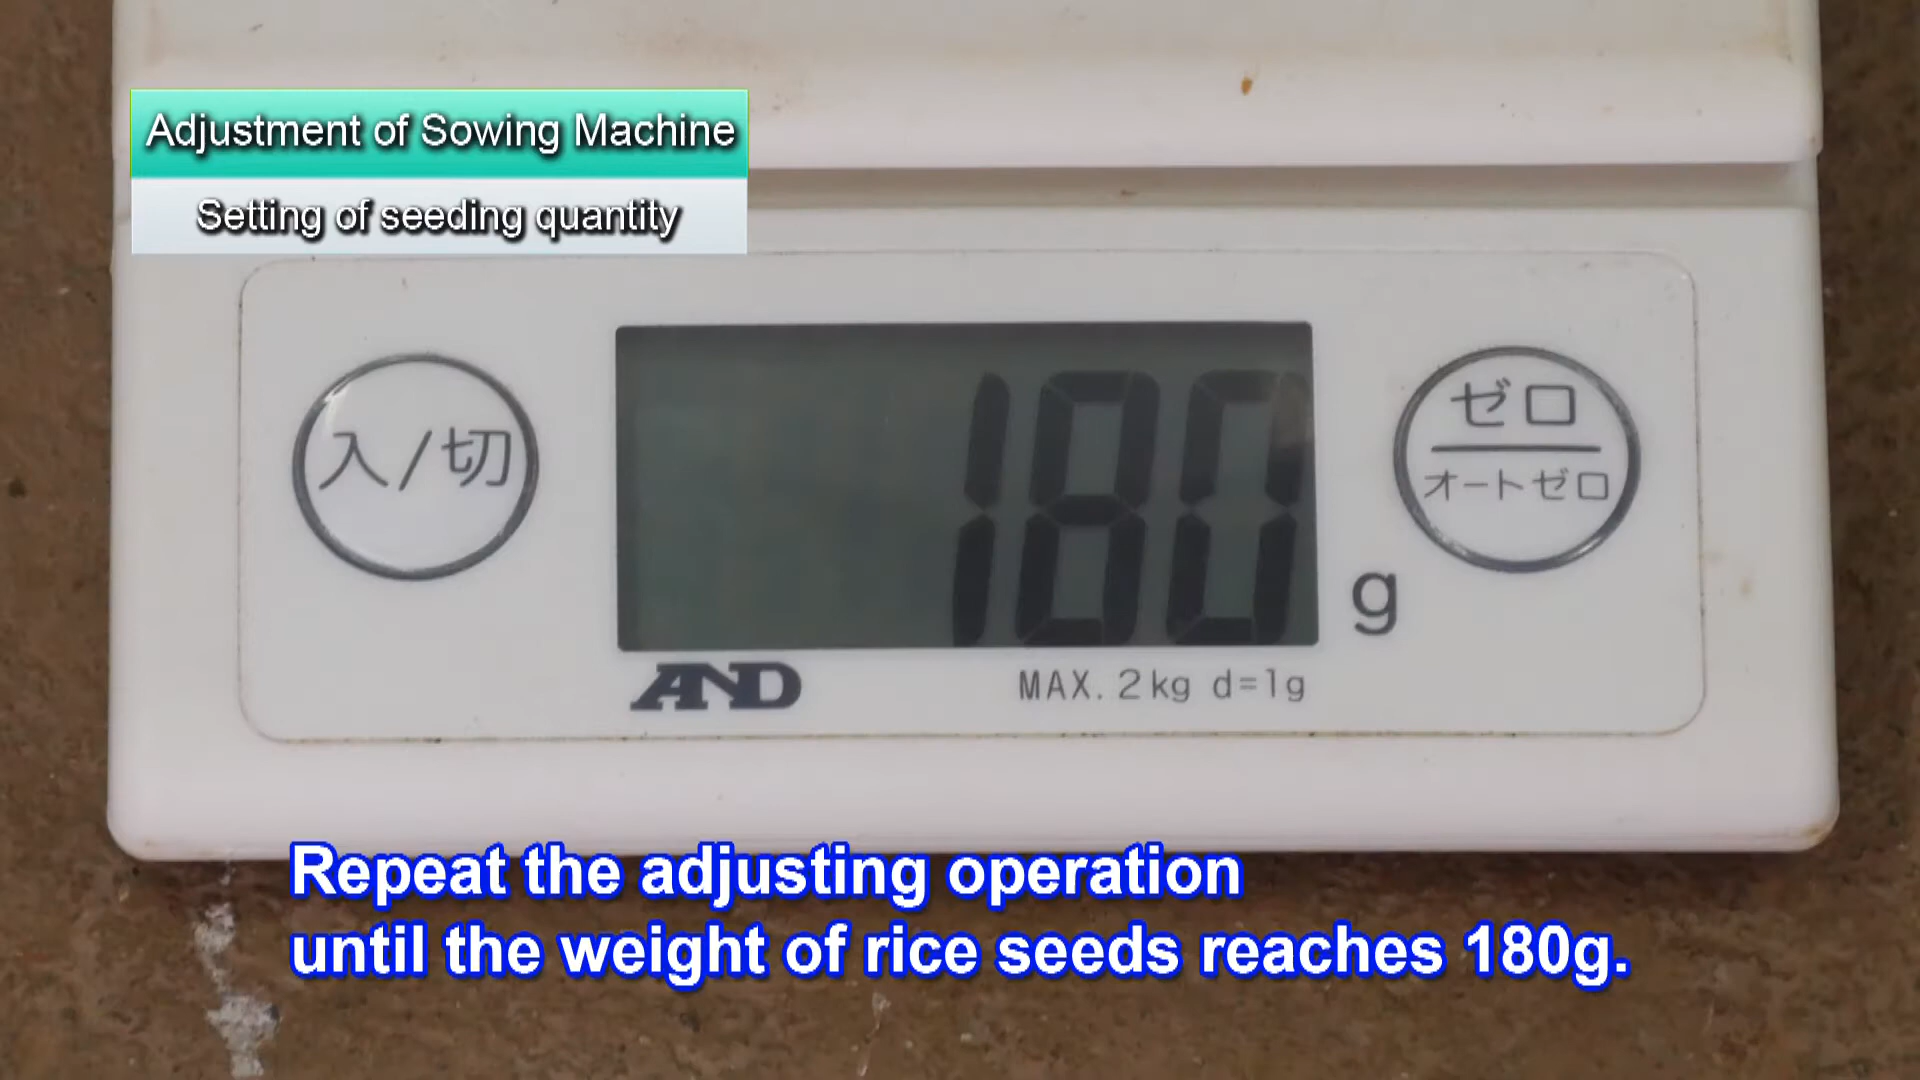 Adjustment of Sowing Machine
Setting of seeding quantity
入/切
180
g
ゼロ
オートゼロ
AND
MAX. 2kg d=1g
Repeat the adjusting operation
until the weight of rice seeds reaches 180g.